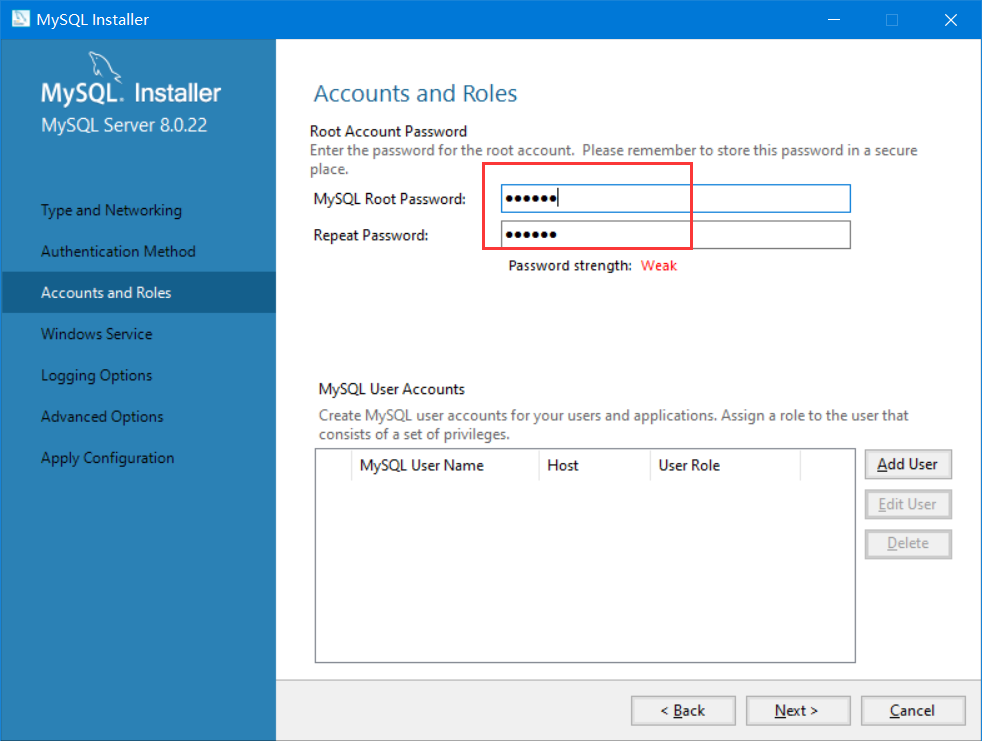 MySQL Installer
MySQL. Installer
MySQL Server 8.0.22
Type and Networking
Authentication Method
Accounts and Roles
Windows Service
Logging Options
Advanced Options
Apply Configuration
Accounts and Roles
Root Account Password
Enter the password for the root account.  Please remember to store this password in a secure
place.
MySQL Root Password: ●●●●●●
Repeat Password: ●●●●●●
Password strength: Weak
MySQL User Accounts
Create MySQL user accounts for your users and applications. Assign a role to the user that
consists of a set of privileges.
MySQL User Name Host User Role
Add User
Edit User
Delete
< Back Next > Cancel